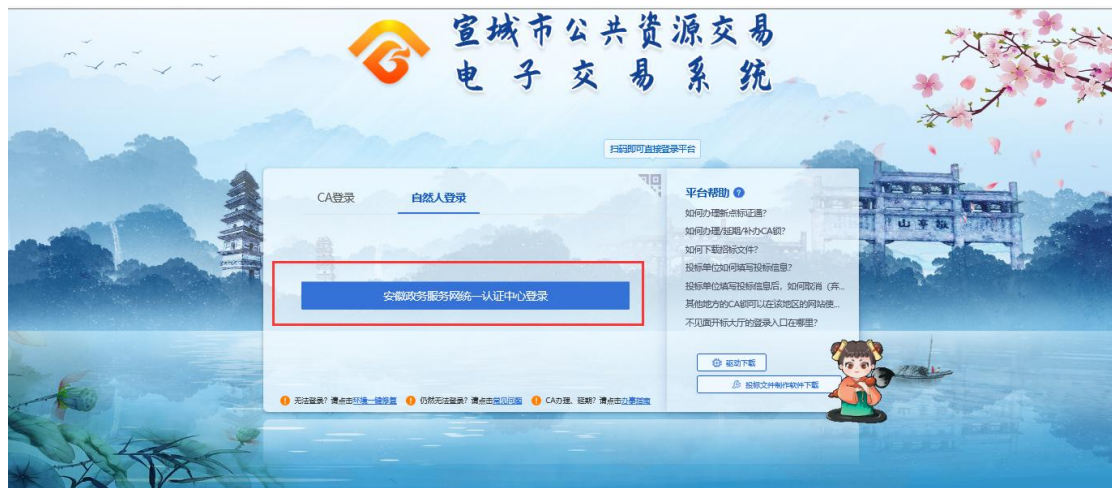 宣城市公共资源交易
电子交易系统
扫码即可直接登录平台
CA登录
自然人登录
安徽政务服务网统一认证中心登录
无法登录？请点击环境一键修复
仍然无法登录？请点击常见问题
CA办理、延期？请点击办事指南
平台帮助
如何办理新点标证通？
如何办理/延期/补办CA锁？
如何下载招标文件？
投标单位如何填写投标信息？
投标单位填写投标信息后，如何取消（弃...
其他地方的CA锁可以在该地区的网站使...
不见面开标大厅的登录入口在哪里？
驱动下载
投标文件制作软件下载